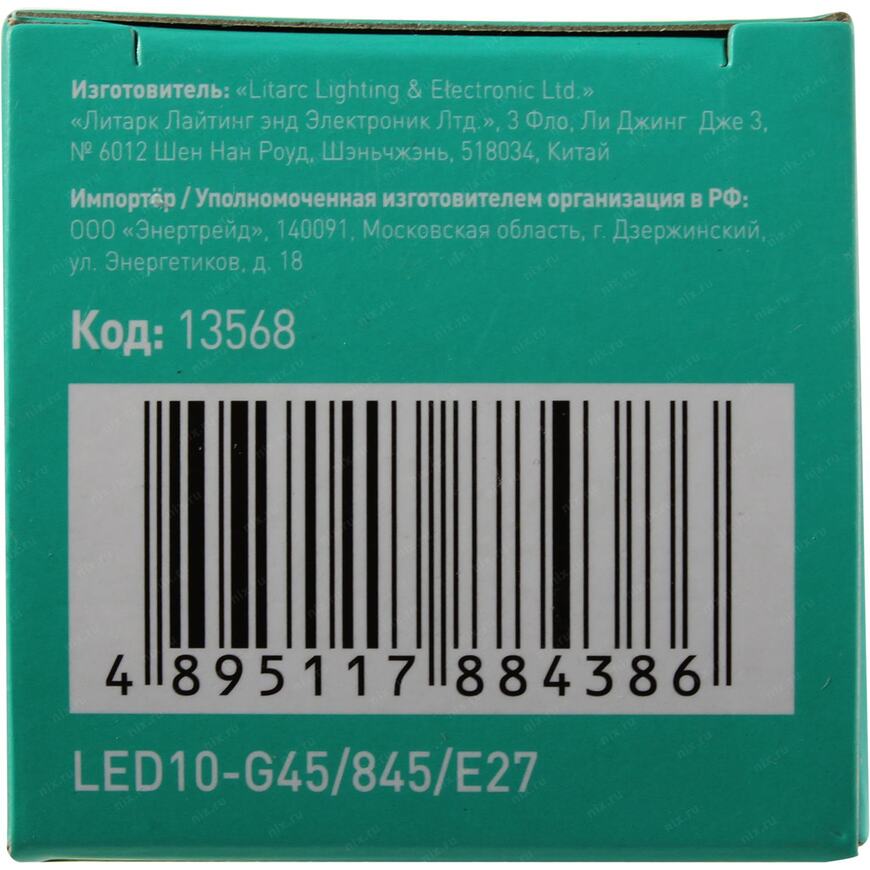 Изготовитель: «Litarc Lighting & Electronic Ltd.»
«Литарк Лайтинг энд Электроник Лтд.», 3 Фло, Ли Джинг Дже 3,
№ 6012 Шен Нан Роуд, Шэньчжэнь, 518034, Китай
Импортёр / Уполномоченная изготовителем организация в РФ:
ООО «Энертрейд», 140091, Московская область, г. Дзержинский,
ул. Энергетиков, д. 18
Код: 13568
4 895117 884386
LED10-G45/845/E27